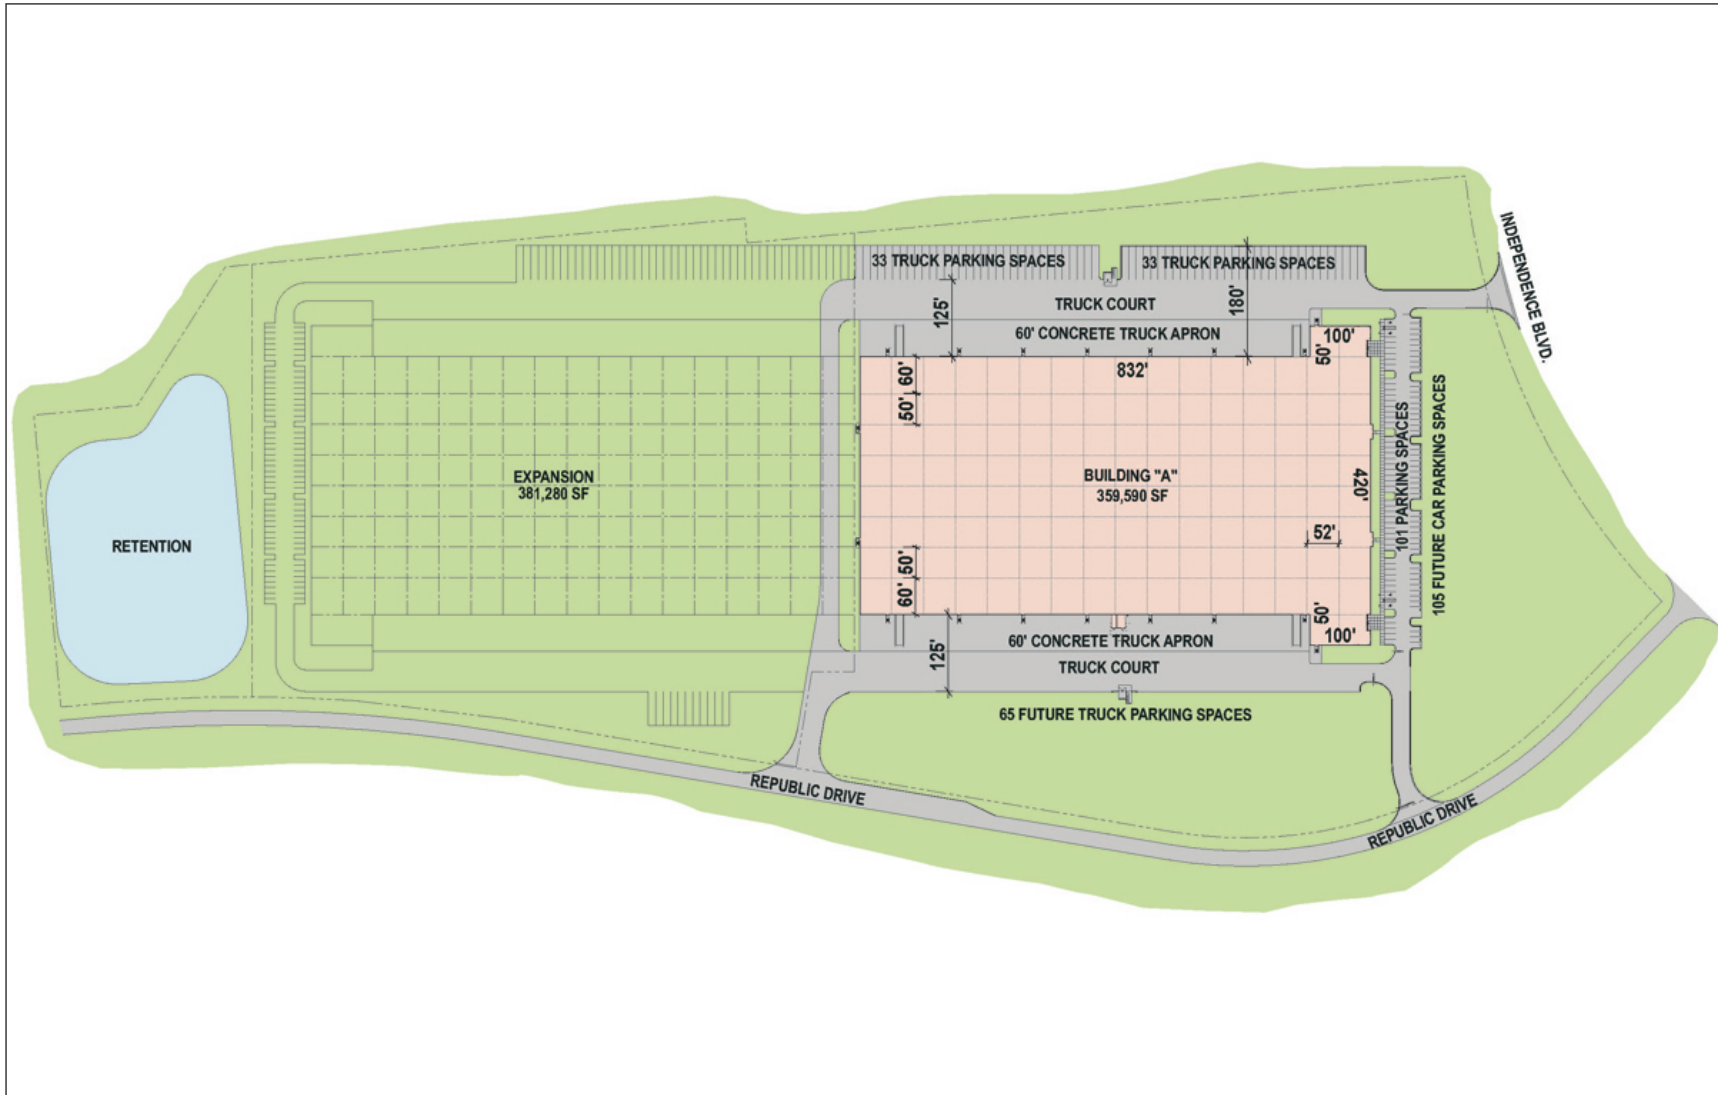 33 TRUCK PARKING SPACES
33 TRUCK PARKING SPACES
INDEPENDENCE BLVD.
125'
TRUCK COURT
180'
60' CONCRETE TRUCK APRON
100'
50'
832'
60'
50'
EXPANSION
381,280 SF
BUILDING "A"
359,590 SF
420'
101 PARKING SPACES
105 FUTURE CAR PARKING SPACES
RETENTION
52'
50'
60'
50'
100'
125'
60' CONCRETE TRUCK APRON
TRUCK COURT
65 FUTURE TRUCK PARKING SPACES
REPUBLIC DRIVE
REPUBLIC DRIVE